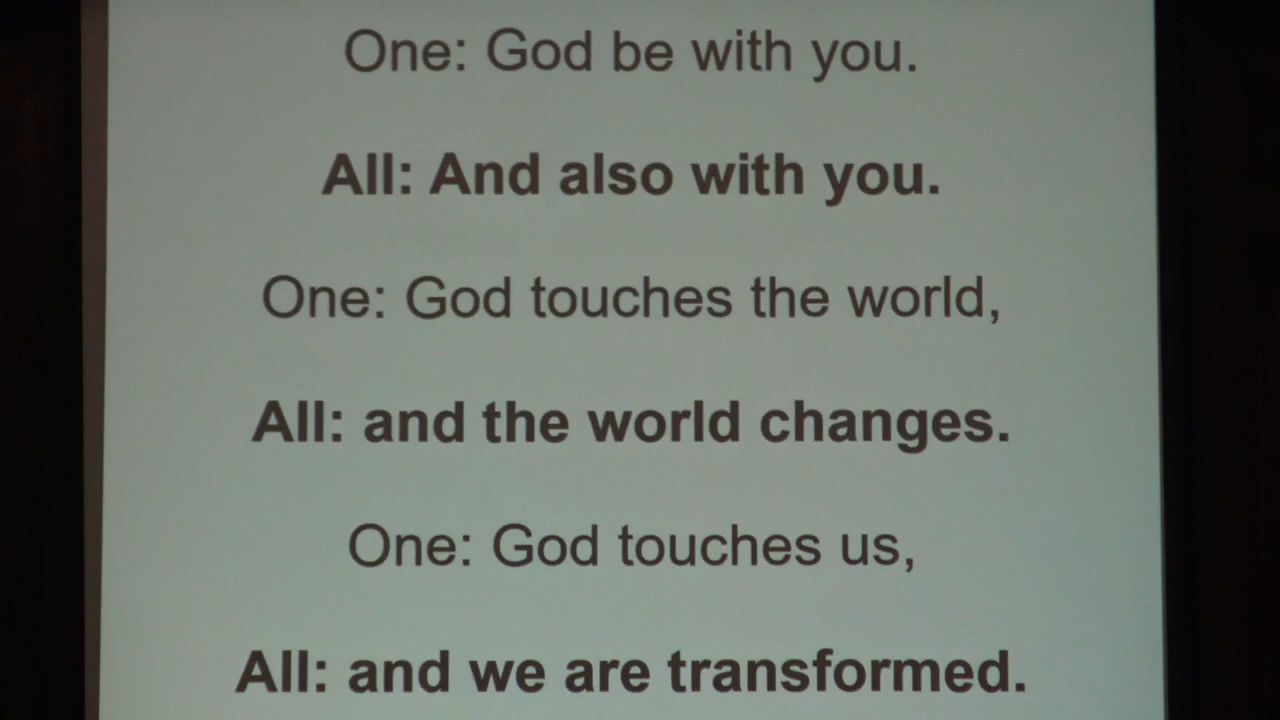 One: God be with you.
All: And also with you.
One: God touches the world,
All: and the world changes.
One: God touches us,
All: and we are transformed.